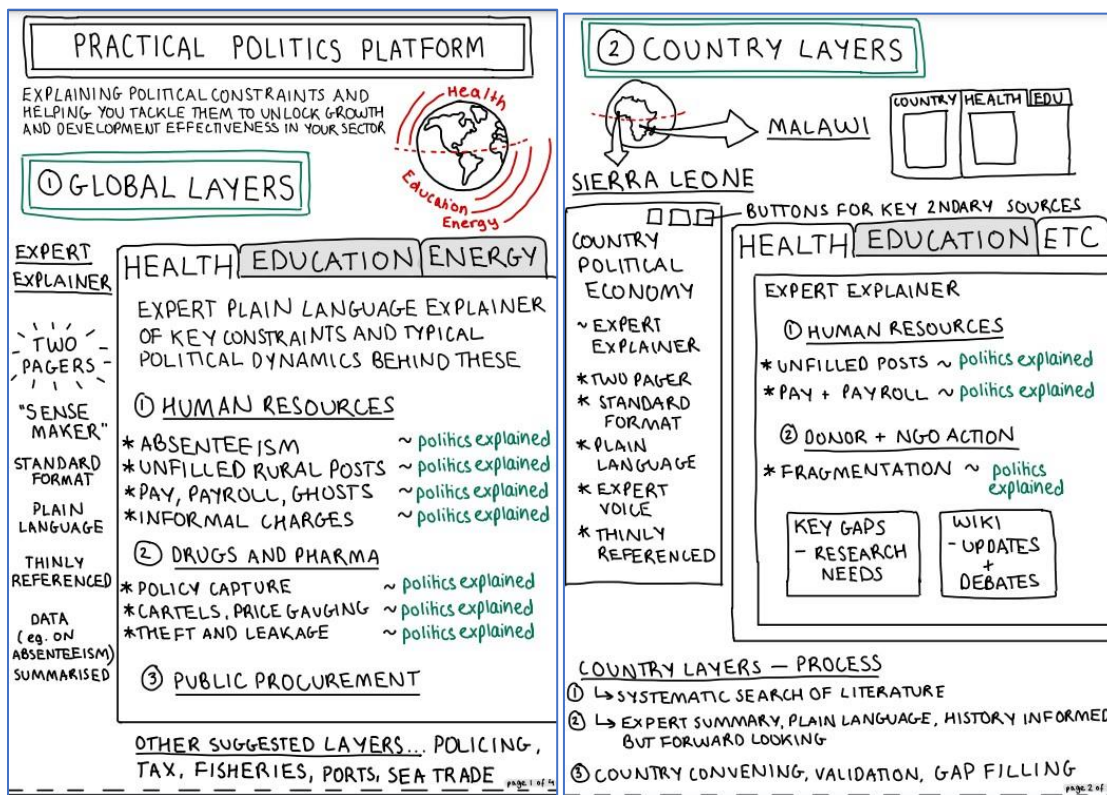 PRACTICAL POLITICS PLATFORM
EXPLAINING POLITICAL CONSTRAINTS AND
HELPING YOU TACKLE THEM TO UNLOCK GROWTH
AND DEVELOPMENT EFFECTIVENESS IN YOUR SECTOR
Health
Education
Energy
① GLOBAL LAYERS
EXPERT
EXPLAINER
TWO
PAGERS
"SENSE
MAKER"
STANDARD
FORMAT
PLAIN
LANGUAGE
THINLY
REFERENCED
DATA
(eg. ON
ABSENTEEISM)
SUMMARISED
HEALTH EDUCATION ENERGY
EXPERT PLAIN LANGUAGE EXPLAINER
OF KEY CONSTRAINTS AND TYPICAL
POLITICAL DYNAMICS BEHIND THESE
① HUMAN RESOURCES
* ABSENTEEISM ~ politics explained
* UNFILLED RURAL POSTS ~ politics explained
* PAY, PAYROLL, GHOSTS ~ politics explained
* INFORMAL CHARGES ~ politics explained
② DRUGS AND PHARMA
* POLICY CAPTURE ~ politics explained
* CARTELS, PRICE GAUGING ~ politics explained
* THEFT AND LEAKAGE ~ politics explained
③ PUBLIC PROCUREMENT
OTHER SUGGESTED LAYERS... POLICING,
TAX, FISHERIES, PORTS, SEA TRADE
page 1 of 4
② COUNTRY LAYERS
MALAWI
COUNTRY HEALTH EDU
SIERRA LEONE
BUTTONS FOR KEY 2NDARY SOURCES
COUNTRY
POLITICAL
ECONOMY
~ EXPERT
EXPLAINER
* TWO PAGER
* STANDARD
FORMAT
* PLAIN
LANGUAGE
* EXPERT
VOICE
* THINLY
REFERENCED
HEALTH EDUCATION ETC
EXPERT EXPLAINER
① HUMAN RESOURCES
* UNFILLED POSTS ~ politics explained
* PAY + PAYROLL ~ politics explained
② DONOR + NGO ACTION
* FRAGMENTATION ~ politics
explained
KEY GAPS
- RESEARCH
NEEDS
WIKI
- UPDATES
+
DEBATES
COUNTRY LAYERS — PROCESS
① ↳ SYSTEMATIC SEARCH OF LITERATURE
② ↳ EXPERT SUMMARY, PLAIN LANGUAGE, HISTORY INFORMED
BUT FORWARD LOOKING
③ COUNTRY CONVENING, VALIDATION, GAP FILLING
page 2 of